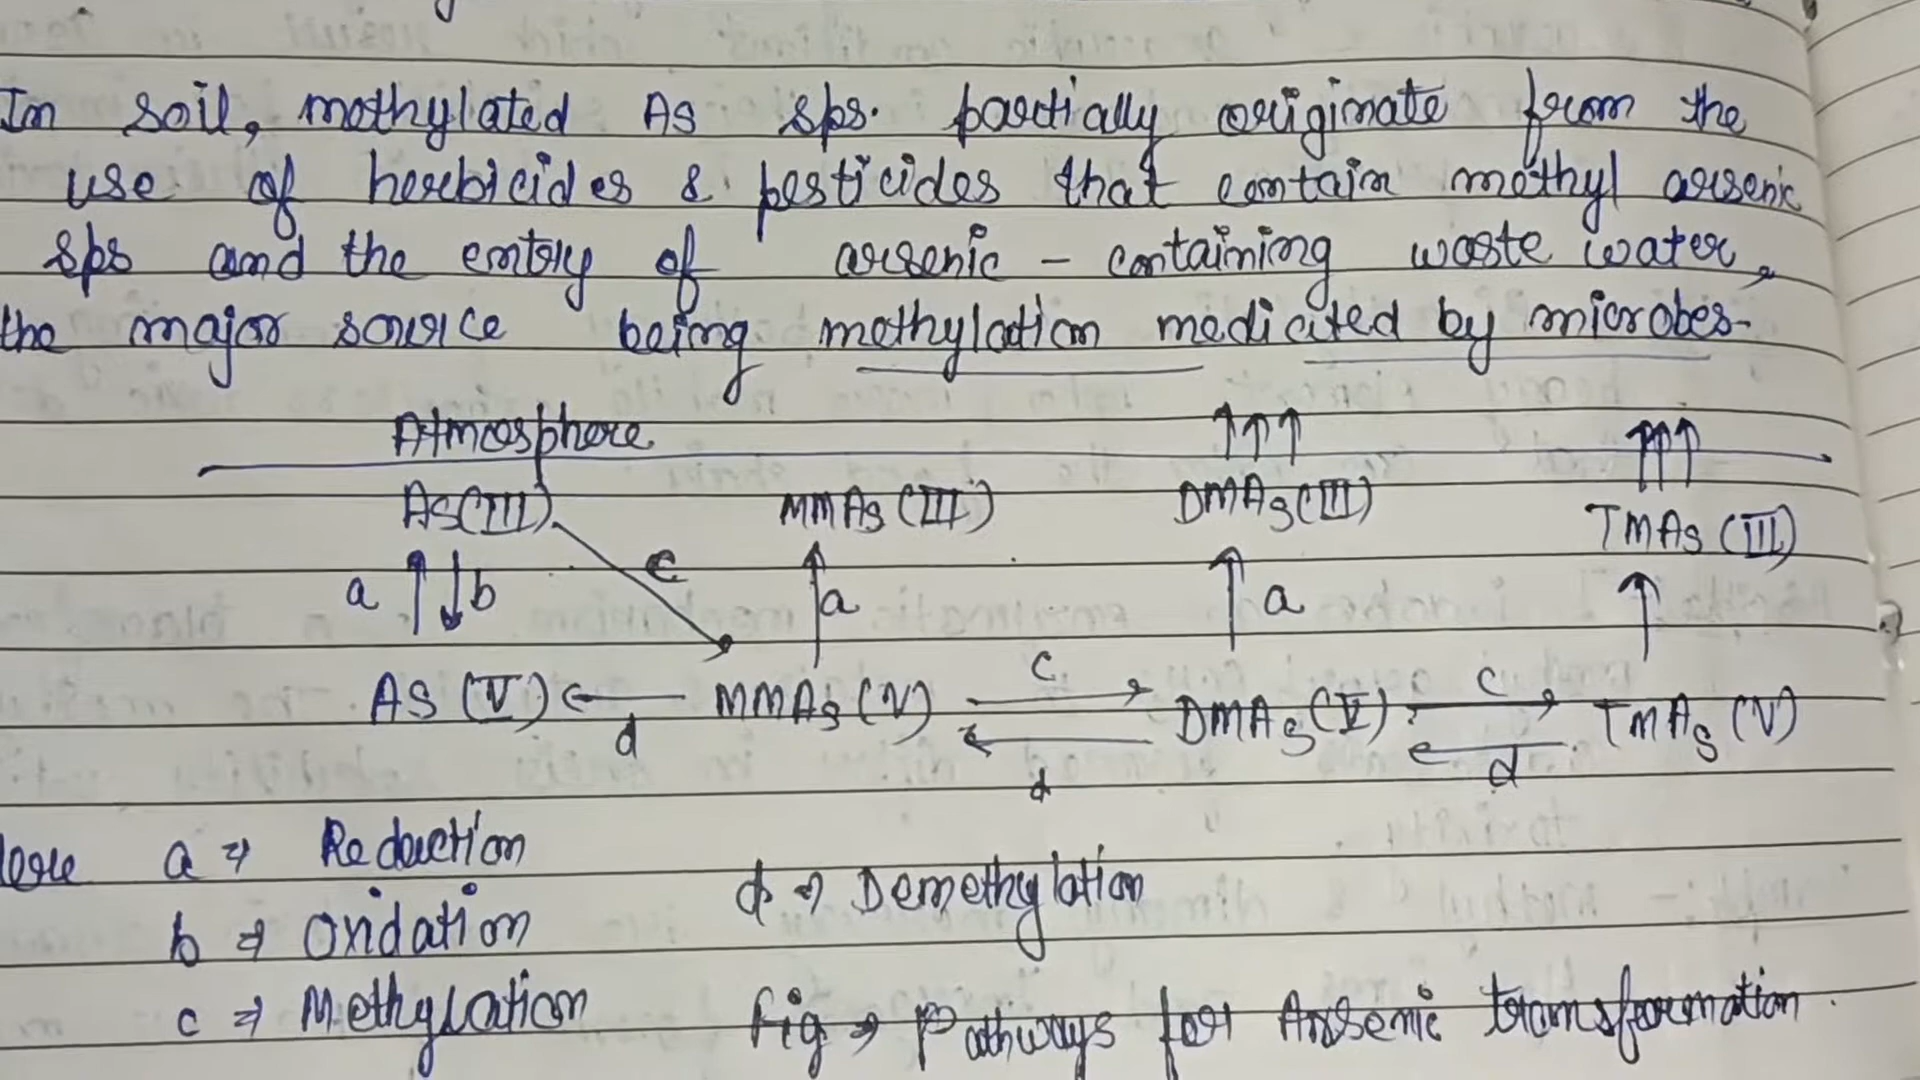 In soil, methylated As sps. partially originate from the
use of herbicides & pesticides that contain methyl arsenic
sps and the entry of arsenic - containing waste water,
the major source being methylation medicated by microbes-
Atmosphere
As(III) MMAs (III) DMAs(III) TMAs (III)
a b c a a
As (V) d MMAs (V) c d DMAs (V) c d TMAs (V)
a ⇒ Reduction
b ⇒ Oxidation
d ⇒ Demethylation
c ⇒ Methylation
fig ⇒ Pathways for Arsenic transformation.